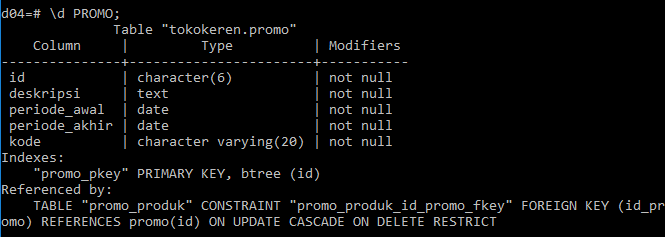 d04=# \d PROMO;
            Table "tokokeren.promo"
    Column     |         Type          | Modifiers
---------------+-----------------------+-----------
 id            | character(6)          | not null
 deskripsi     | text                  | not null
 periode_awal  | date                  | not null
 periode_akhir | date                  | not null
 kode          | character varying(20) | not null
Indexes:
    "promo_pkey" PRIMARY KEY, btree (id)
Referenced by:
    TABLE "promo_produk" CONSTRAINT "promo_produk_id_promo_fkey" FOREIGN KEY (id_pr
omo) REFERENCES promo(id) ON UPDATE CASCADE ON DELETE RESTRICT